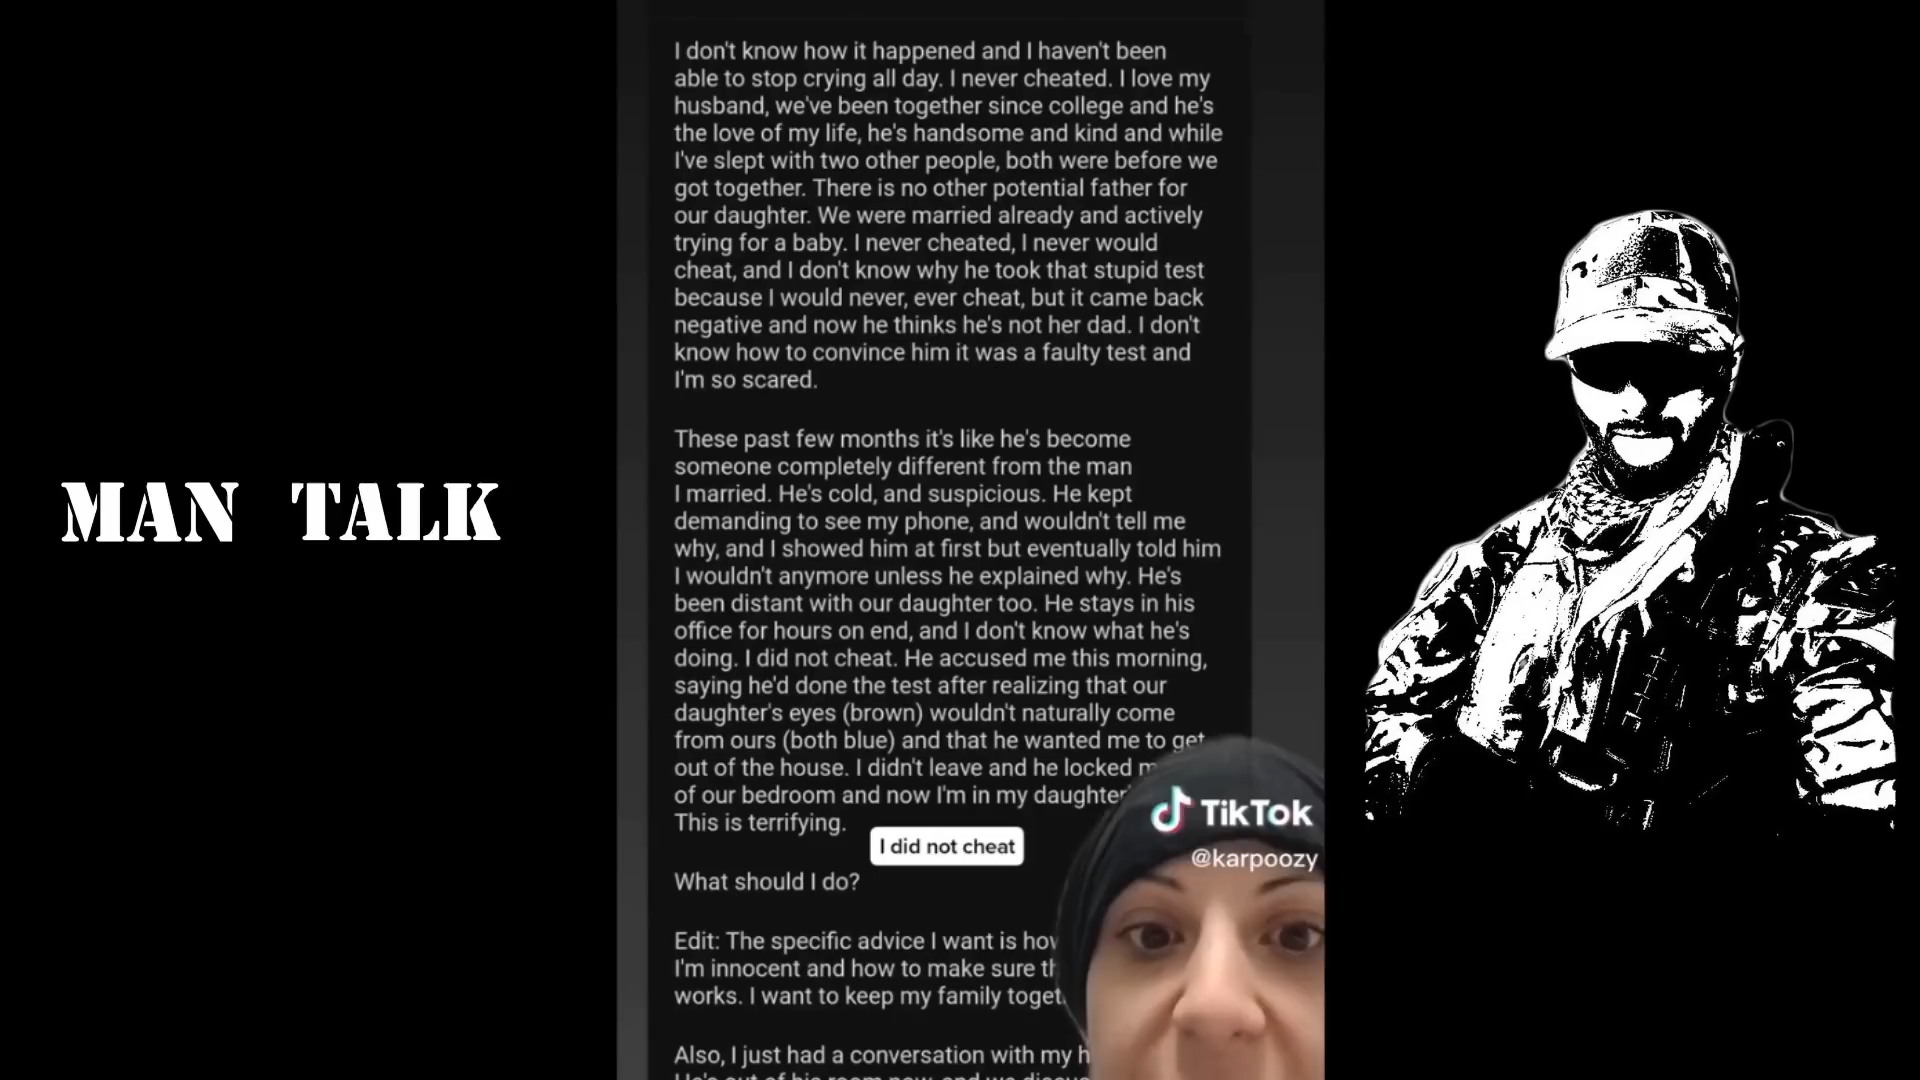 I don't know how it happened and I haven't been
able to stop crying all day. I never cheated. I love my
husband, we've been together since college and he's
the love of my life, he's handsome and kind and while
I've slept with two other people, both were before we
got together. There is no other potential father for
our daughter. We were married already and actively
trying for a baby. I never cheated, I never would
cheat, and I don't know why he took that stupid test
because I would never, ever cheat, but it came back
negative and now he thinks he's not her dad. I don't
know how to convince him it was a faulty test and
I'm so scared.
These past few months it's like he's become
someone completely different from the man
I married. He's cold, and suspicious. He kept
demanding to see my phone, and wouldn't tell me
why, and I showed him at first but eventually told him
I wouldn't anymore unless he explained why. He's
been distant with our daughter too. He stays in his
office for hours on end, and I don't know what he's
doing. I did not cheat. He accused me this morning,
saying he'd done the test after realizing that our
daughter's eyes (brown) wouldn't naturally come
from ours (both blue) and that he wanted me to get
out of the house. I didn't leave and he locked
of our bedroom and now I'm in my
This is terrifying.
I did not cheat
What should I do?
Edit: The specific advice I want is
I'm innocent and how to make sure
works. I want to keep my family
Also, I just had a conversation with my
He's out of his room now, and we
MAN TALK
TikTok
@karpoozy